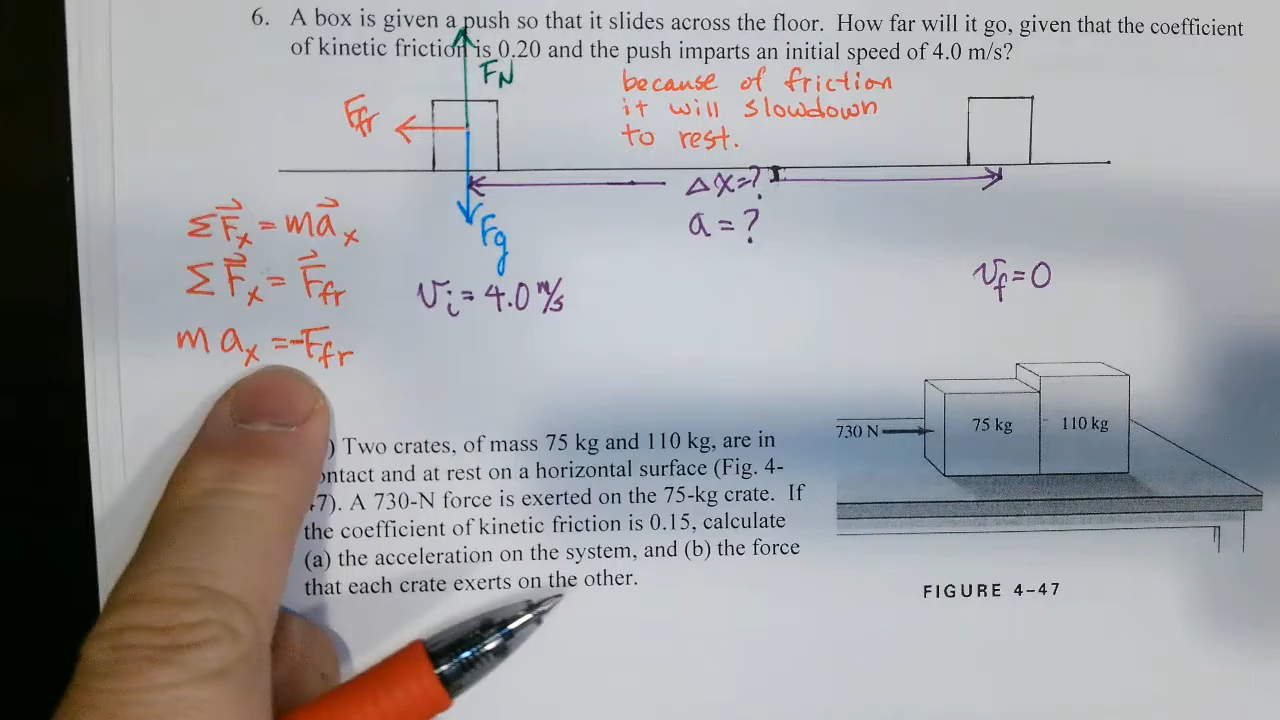 6. A box is given a push so that it slides across the floor. How far will it go, given that the coefficient
of kinetic friction is 0.20 and the push imparts an initial speed of 4.0 m/s?
FN
Ffr
because of friction
it will slowdown
to rest.
Δx=?
a = ?
Fg
ΣF⃗x = ma⃗x
ΣF⃗x = F⃗fr
max = -Ffr
vi = 4.0 m/s
vf = 0
) Two crates, of mass 75 kg and 110 kg, are in
ntact and at rest on a horizontal surface (Fig. 4-
7). A 730-N force is exerted on the 75-kg crate. If
the coefficient of kinetic friction is 0.15, calculate
(a) the acceleration on the system, and (b) the force
that each crate exerts on the other.
730 N
75 kg
110 kg
FIGURE 4-47